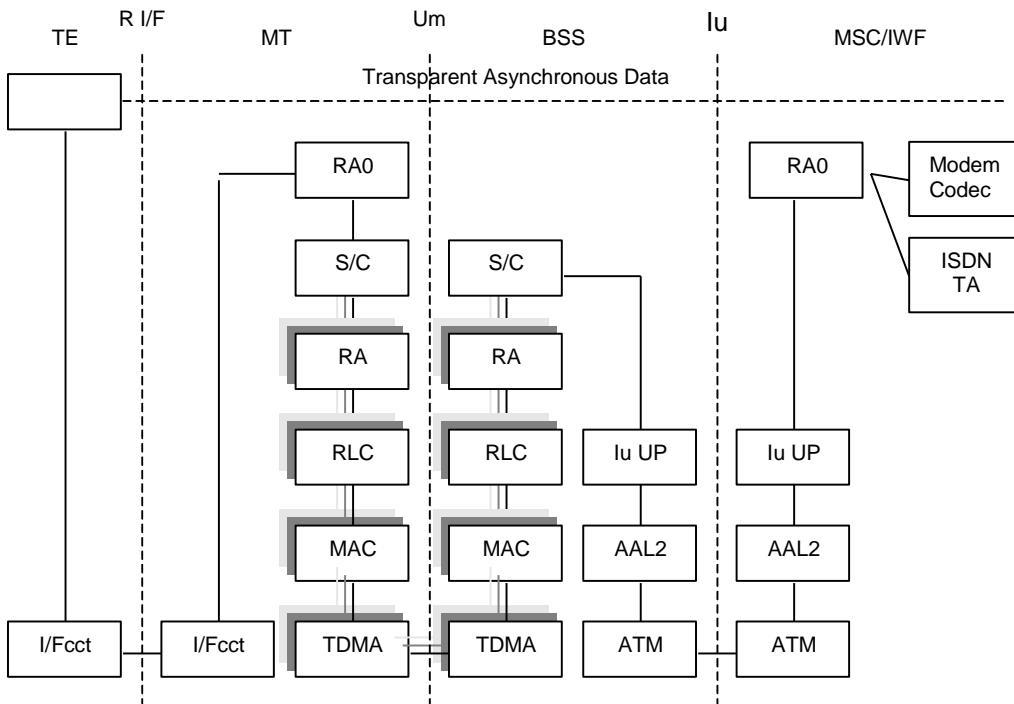 R I/F Um Iu
TE MT BSS MSC/IWF
Transparent Asynchronous Data
RA0 RA0 Modem
Codec
S/C S/C ISDN
TA
RA RA
RLC RLC Iu UP Iu UP
MAC MAC AAL2 AAL2
I/Fcct I/Fcct TDMA TDMA ATM ATM